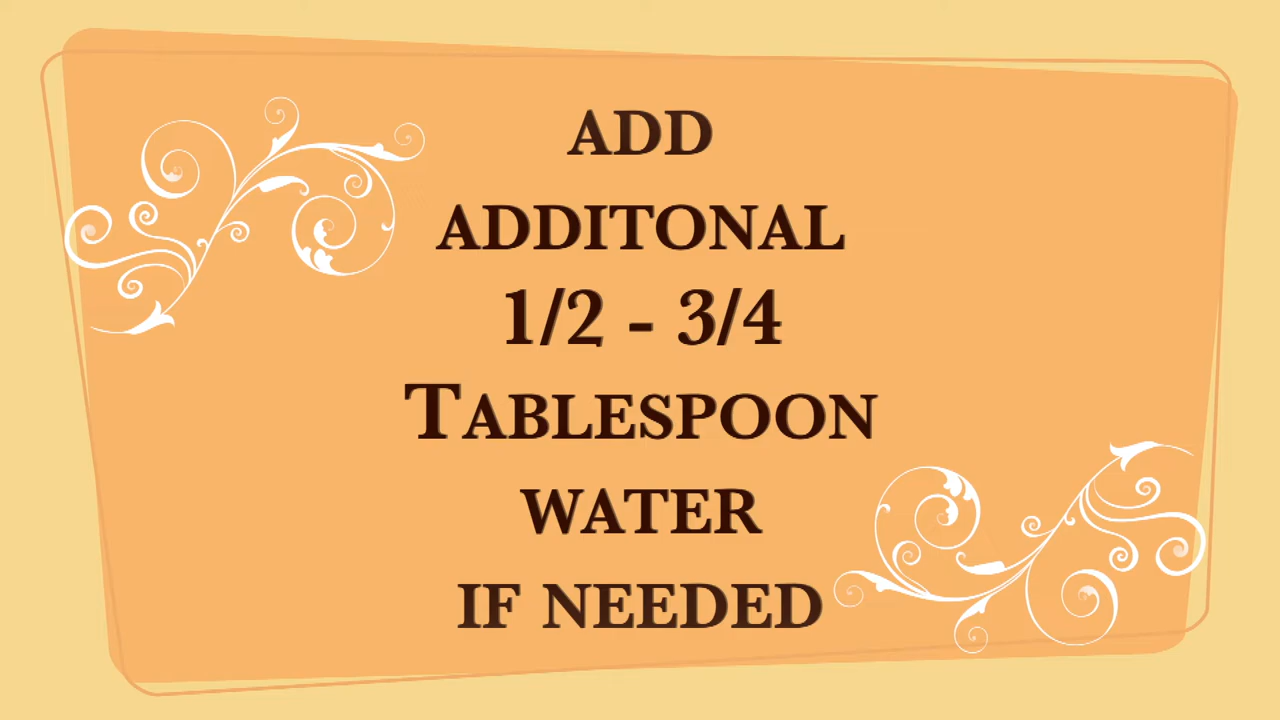 ADD
ADDITONAL
1/2 - 3/4
TABLESPOON
WATER
IF NEEDED